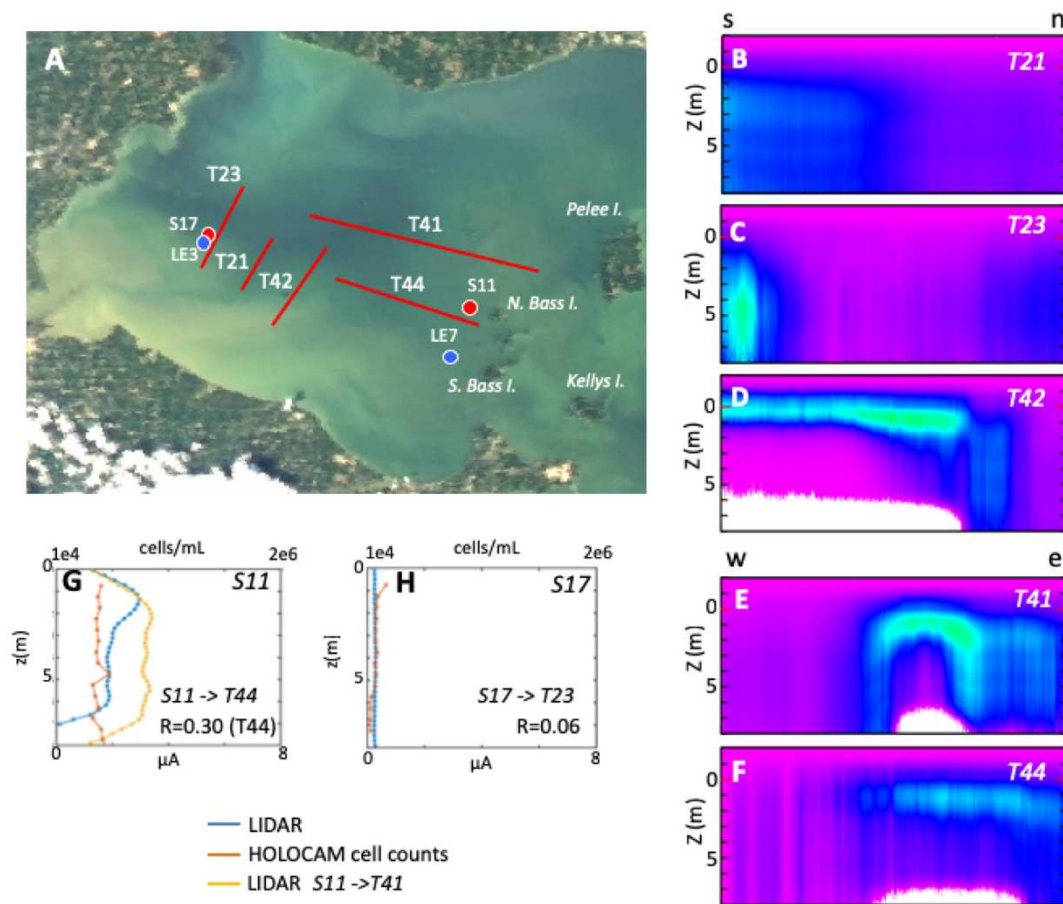 A
T23
S17
LE3
T21
T42
T41
T44
S11
LE7
Pelee I.
N. Bass I.
S. Bass I.
Kellys I.
s n
B T21
0
5
Z (m)
C T23
0
5
Z (m)
D T42
0
5
Z (m)
w e
E T41
0
5
Z (m)
F T44
0
5
Z (m)
cells/mL
1e4 2e6
G S11
0
5
z(m)
S11 -> T44
R=0.30 (T44)
0 8
µA
cells/mL
1e4 2e6
H S17
0
5
z(m)
S17 -> T23
R=0.06
0 8
µA
LIDAR
HOLOCAM cell counts
LIDAR S11 ->T41